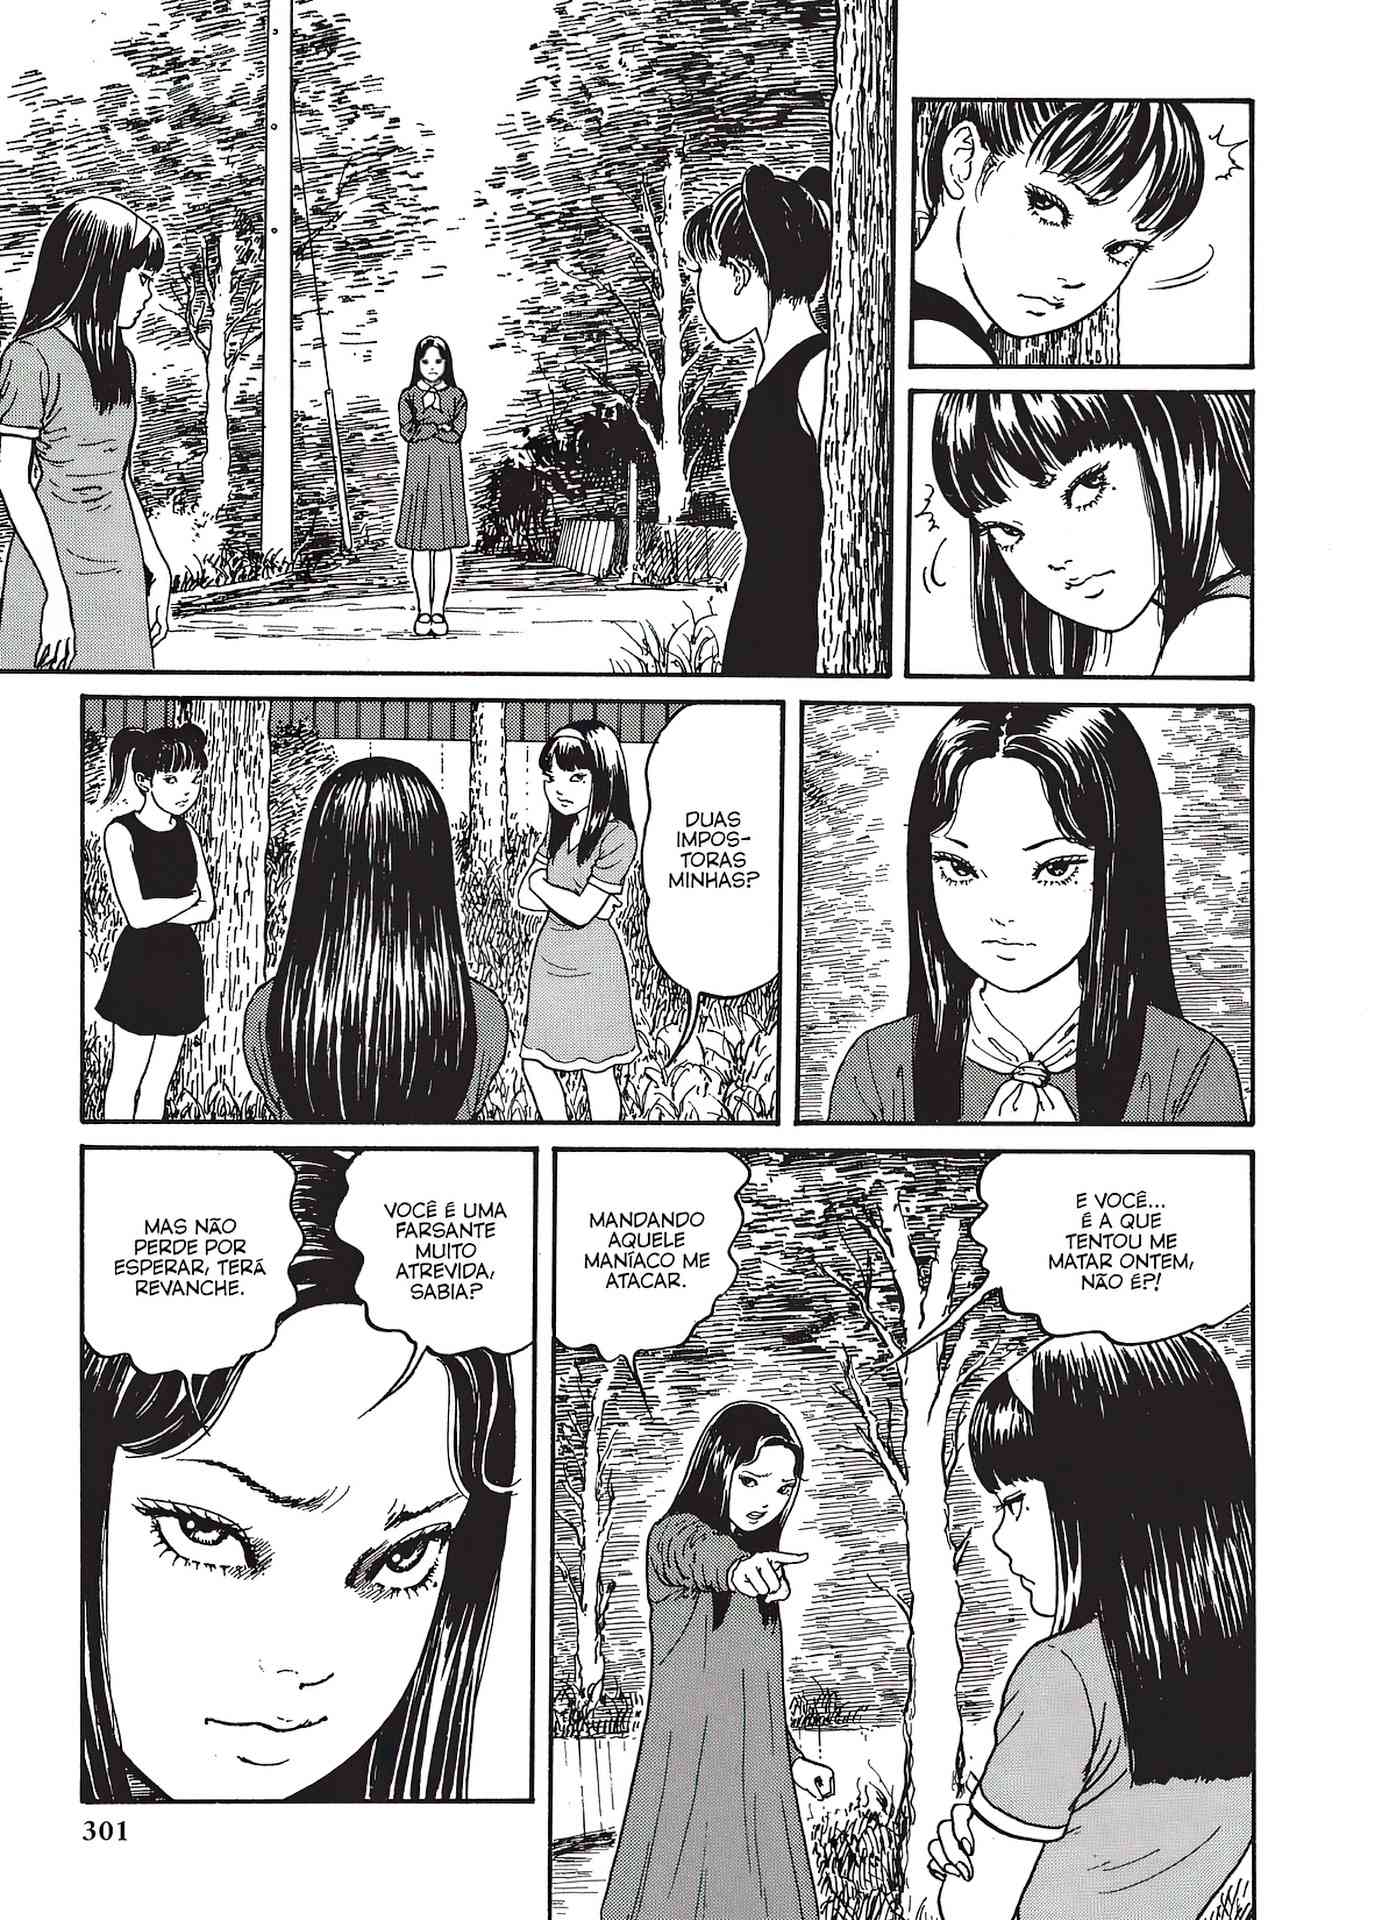 DUAS
IMPOS-
TORAS
MINHAS?
E VOCÊ...
É A QUE
TENTOU ME
MATAR ONTEM,
NÃO É?!
MANDANDO
AQUELE
MANÍACO ME
ATACAR.
VOCÊ É UMA
FARSANTE
MUITO
ATREVIDA,
SABIA?
MAS NÃO
PERDE POR
ESPERAR, TERÁ
REVANCHE.
301